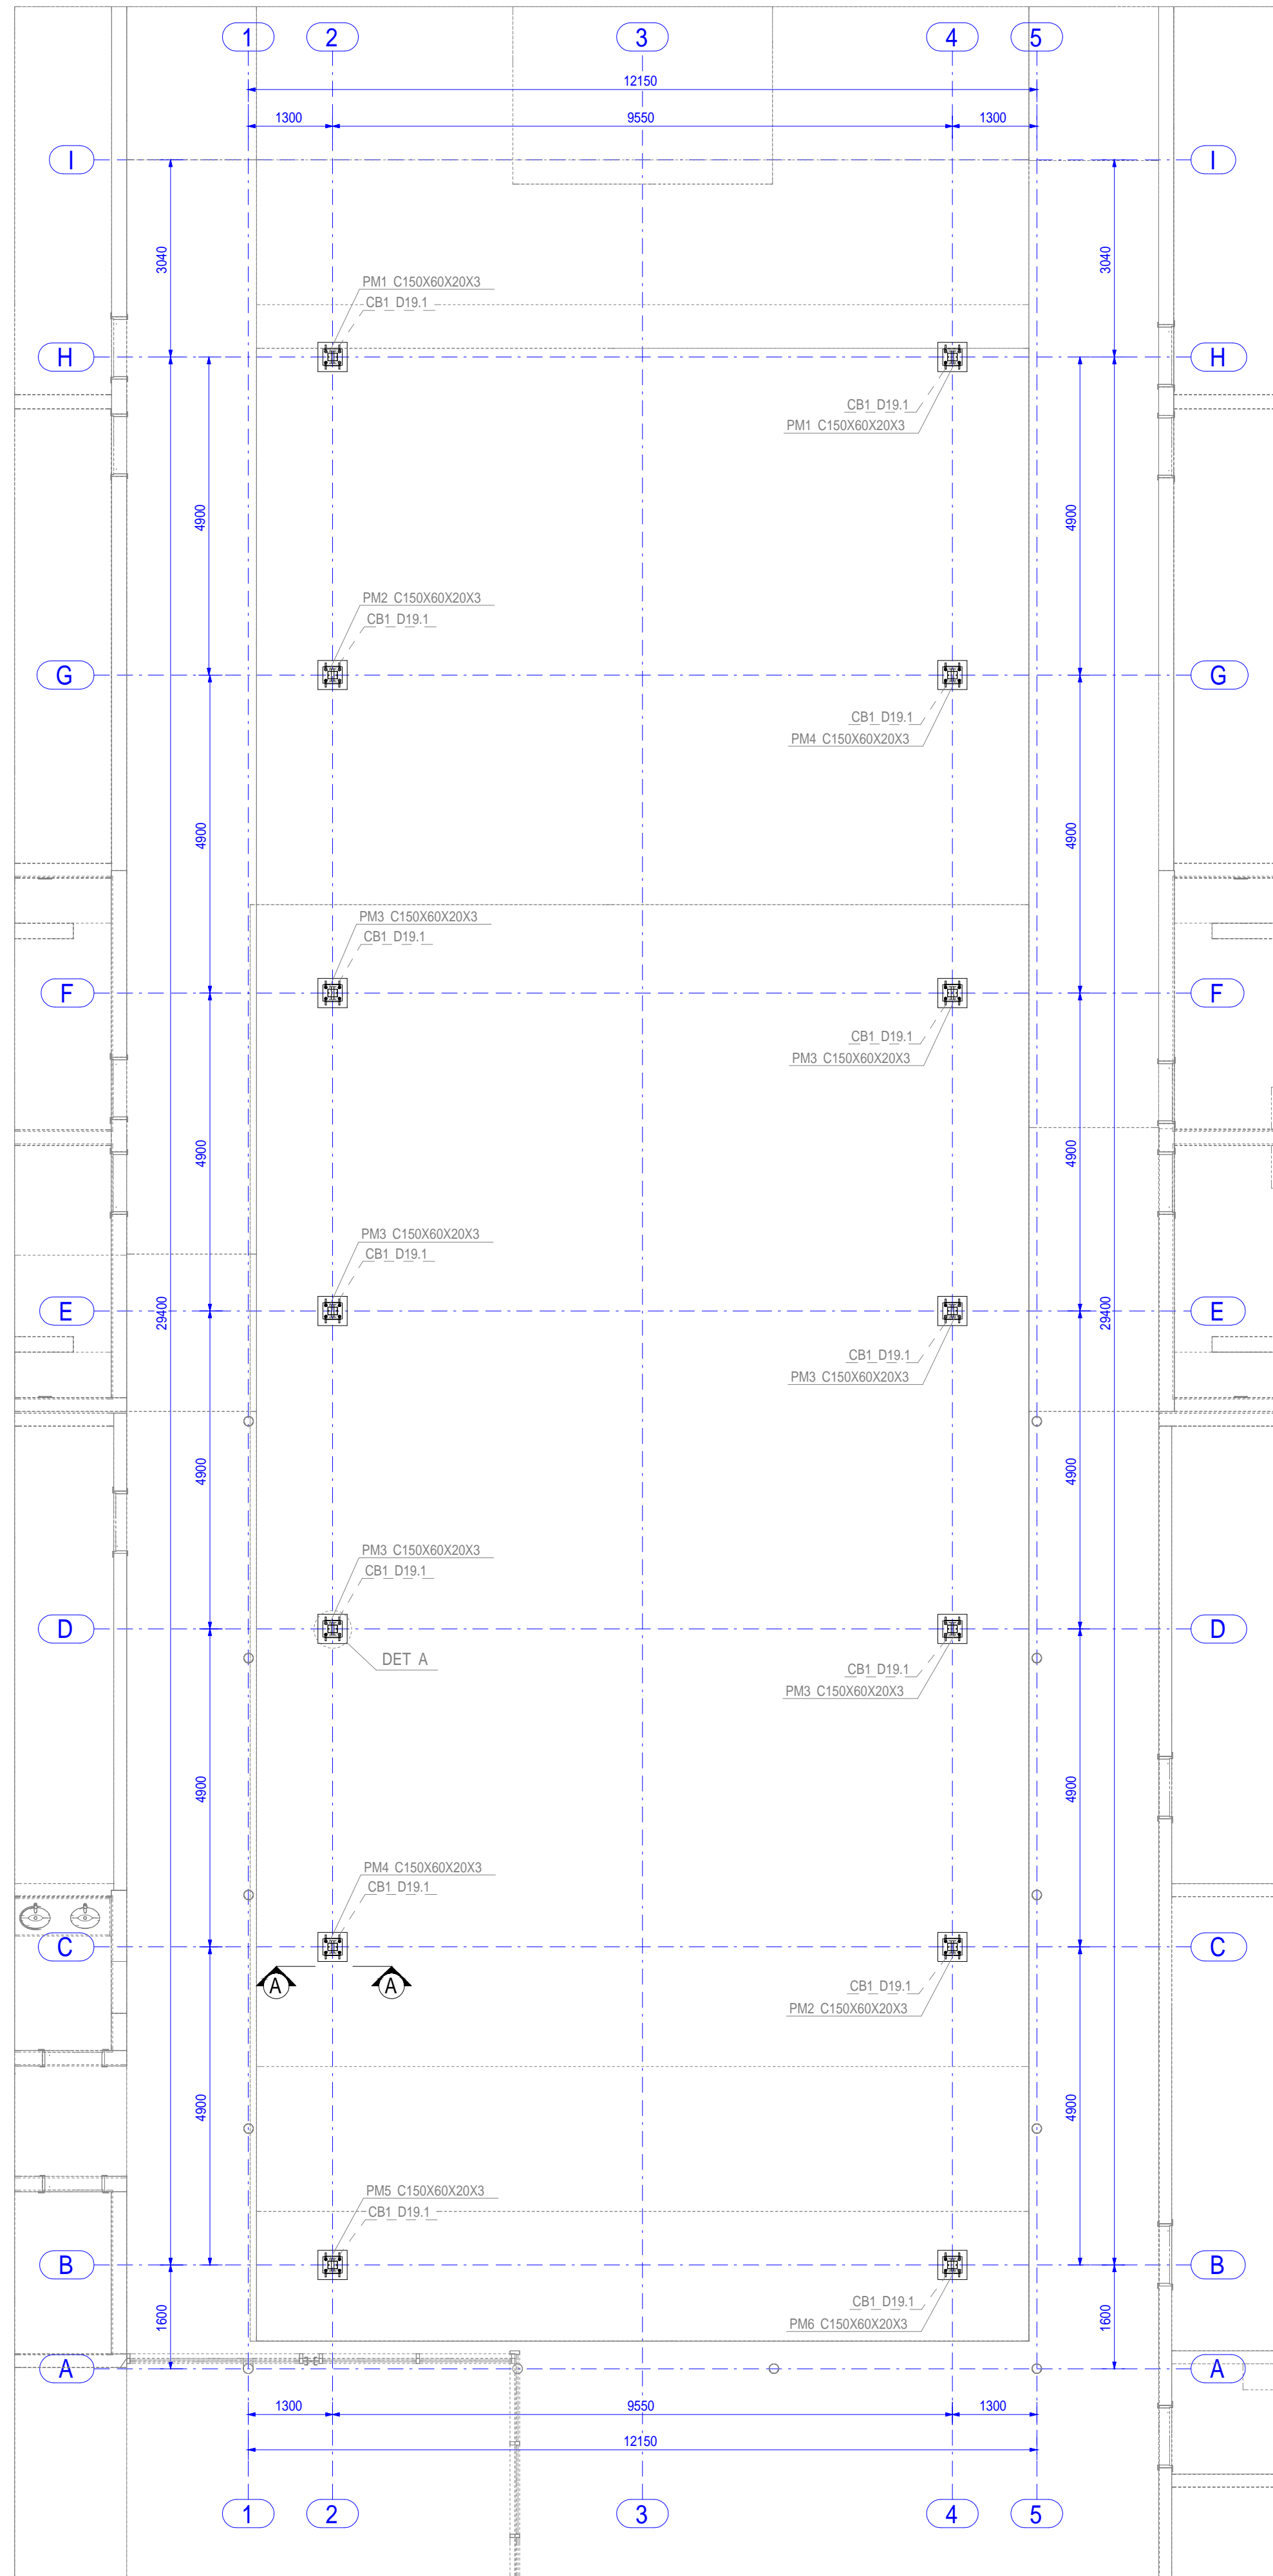 1 2 3 4 5
12150
1300 9550 1300
I I
3040 3040
PM1 C150X60X20X3
CB1 D19.1
H H
CB1 D19.1
PM1 C150X60X20X3
4900 4900
PM2 C150X60X20X3
CB1 D19.1
G G
CB1 D19.1
PM4 C150X60X20X3
4900 4900
PM3 C150X60X20X3
CB1 D19.1
F F
CB1 D19.1
PM3 C150X60X20X3
4900 4900
PM3 C150X60X20X3
CB1 D19.1
E E
29400 29400
CB1 D19.1
PM3 C150X60X20X3
4900 4900
PM3 C150X60X20X3
CB1 D19.1
D D
DET A
CB1 D19.1
PM3 C150X60X20X3
4900 4900
PM4 C150X60X20X3
CB1 D19.1
C C
A A
CB1 D19.1
PM2 C150X60X20X3
4900 4900
PM5 C150X60X20X3
CB1 D19.1
B B
CB1 D19.1
PM6 C150X60X20X3
1600 1600
A A
1300 9550 1300
12150
1 2 3 4 5